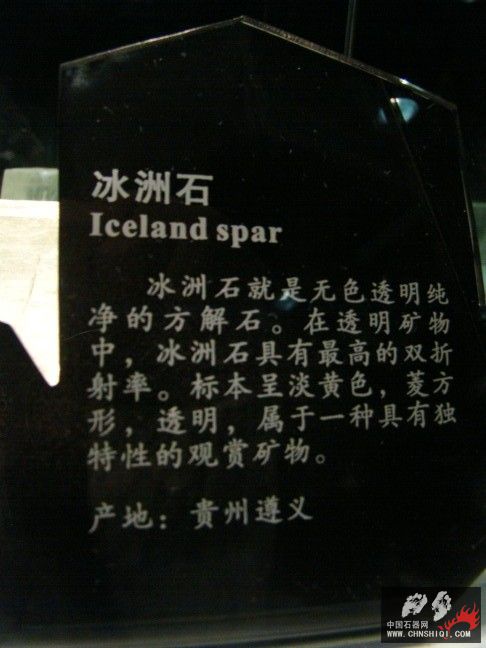 冰洲石
Iceland spar
冰洲石就是无色透明纯
净的方解石。在透明矿物
中，冰洲石具有最高的双折
射率。标本呈淡黄色，菱方
形，透明，属于一种具有独
特性的观赏矿物。
产地：贵州遵义
中国石器网
WWW.CHNSHIQI.COM